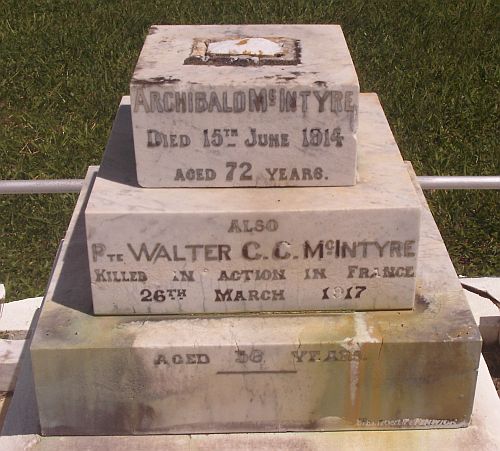 ARCHIBALD McINTYRE
DIED 15TH JUNE 1914
AGED 72 YEARS.
ALSO
PTE WALTER C. C. McINTYRE
KILLED IN ACTION IN FRANCE
26TH MARCH 1917
AGED 38 YEARS.